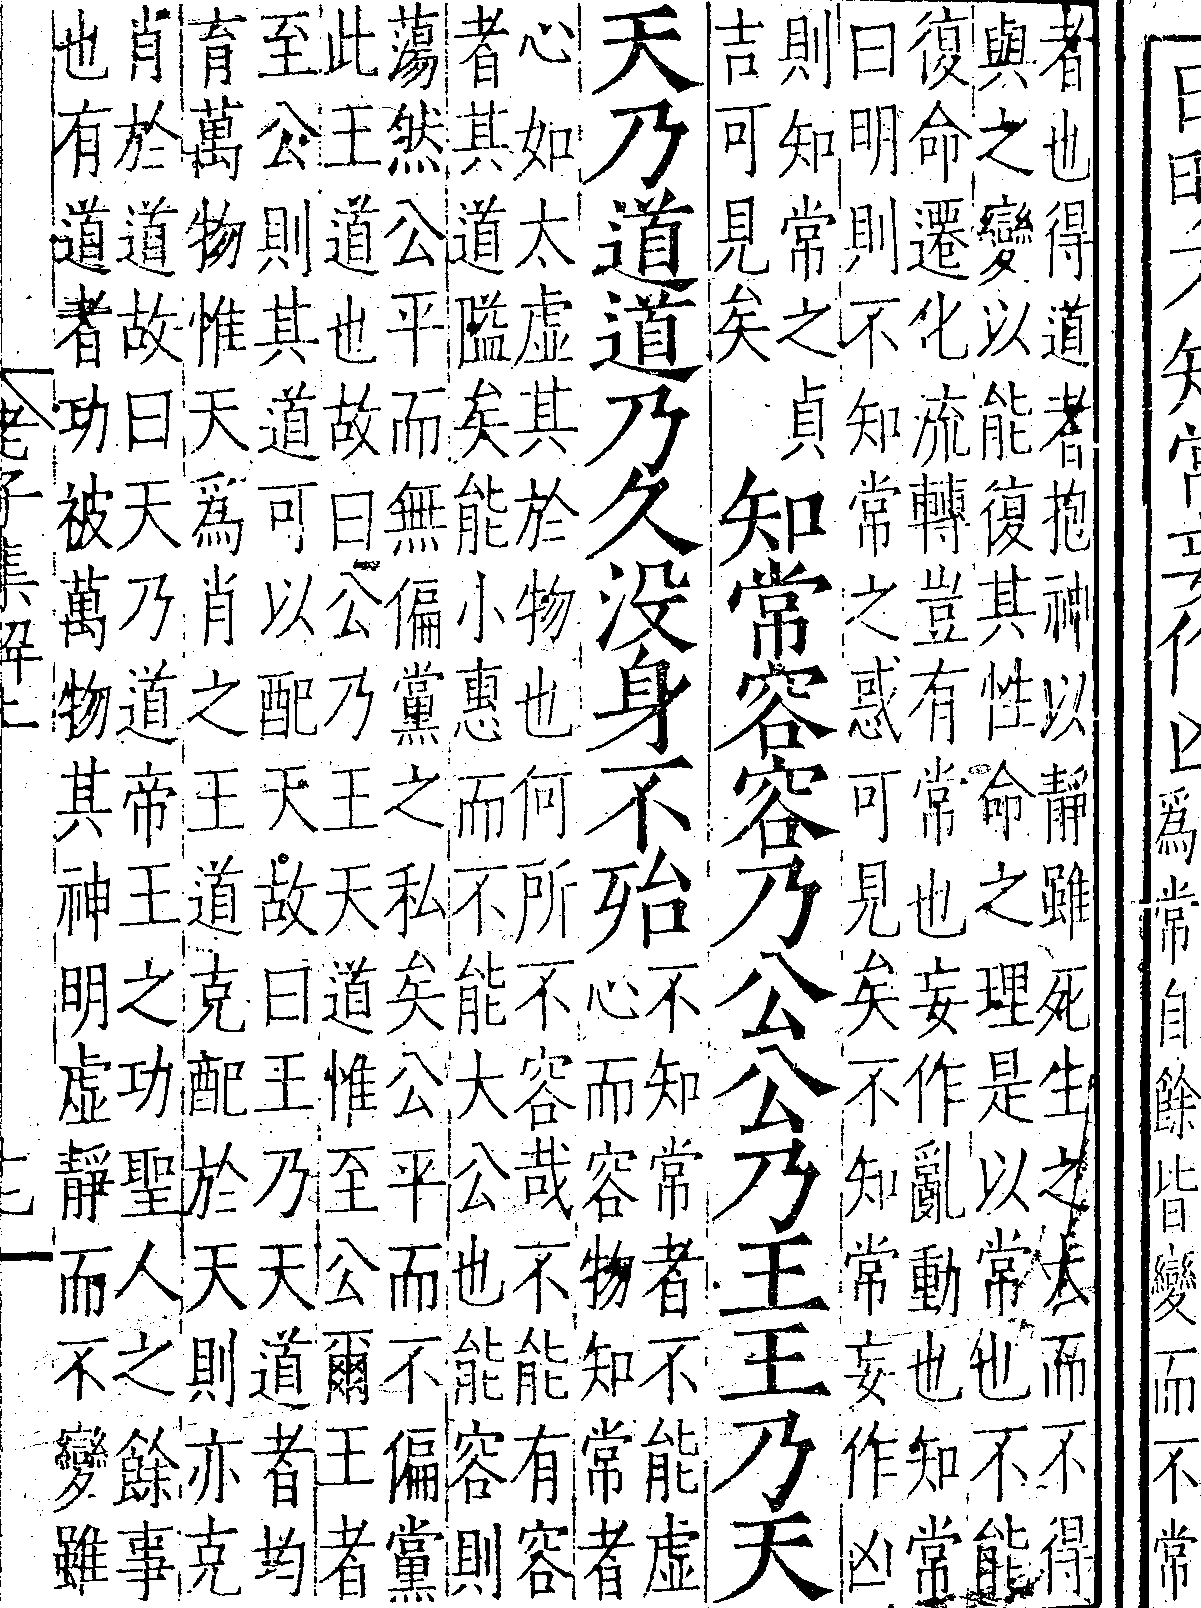 曰明不知常妄作凶爲常自餘皆變而不常
者也得道者抱神以靜雖死生之大而不得
與之變以能復其性命之理是以常也不能
復命遷化流轉豈有常也妄作亂動也知常
曰明則不知常之惑可見矣不知常妄作凶
則知常之貞
吉可見矣
知常容容乃公公乃王王乃天
天乃道道乃久没身不殆
不知常者不能虛
心而容物知常者
心如太虛其於物也何所不容哉不能有容
者其道隘矣能小惠而不能大公也能容則
蕩然公平而無偏黨之私矣公平而不偏黨
此王道也故曰公乃王天道惟至公爾王者
至公則其道可以配天故曰王乃天天道者均
育萬物惟天爲肖之王道克配於天則亦克
肖於道故曰天乃道帝王之功聖人之餘事
也有道者功被萬物其神明虛靜而不變雖
老子集解上
七